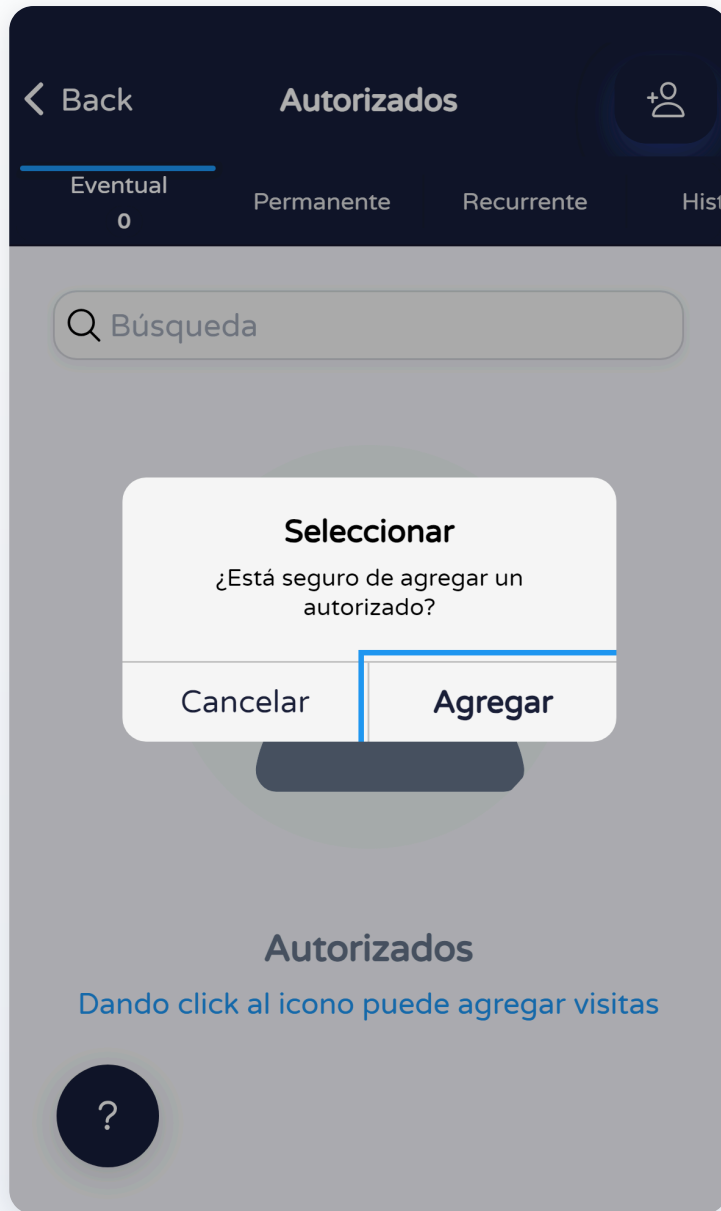 Back
Autorizados
Eventual
0
Permanente
Recurrente
Hist
Búsqueda
Seleccionar
¿Está seguro de agregar un
autorizado?
Cancelar
Agregar
Autorizados
Dando click al icono puede agregar visitas
?